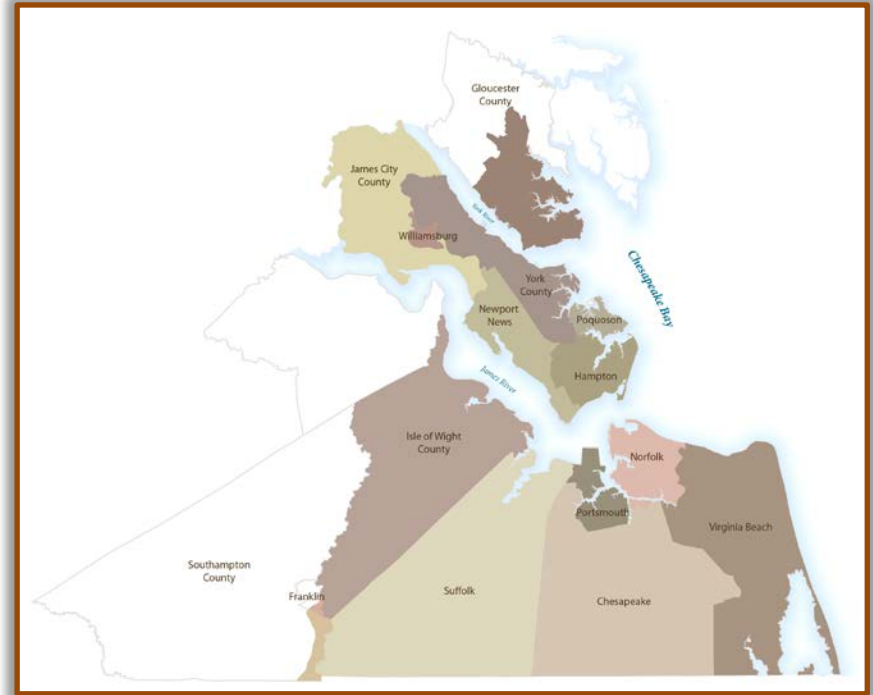 Gloucester
County
James City
County
York River
Williamsburg
Chesapeake Bay
York
County
Newport
News
Poquoson
James River
Hampton
Isle of Wight
County
Norfolk
Portsmouth
Virginia Beach
Southampton
County
Franklin
Suffolk
Chesapeake